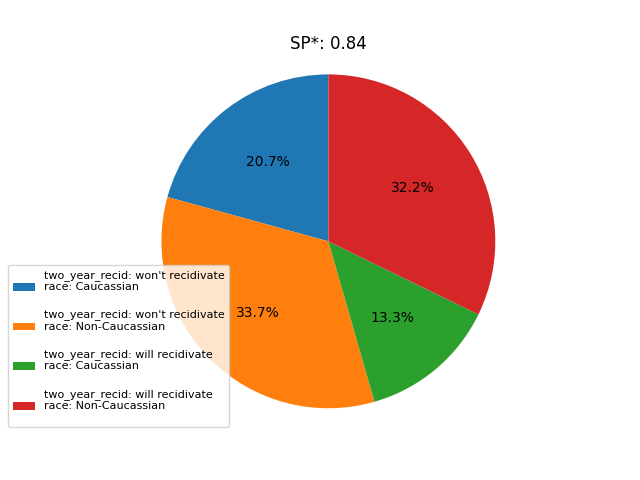 SP*: 0.84
20.7%
32.2%
33.7%
13.3%
two_year_recid: won't recidivate
race: Caucassian
two_year_recid: won't recidivate
race: Non-Caucassian
two_year_recid: will recidivate
race: Caucassian
two_year_recid: will recidivate
race: Non-Caucassian